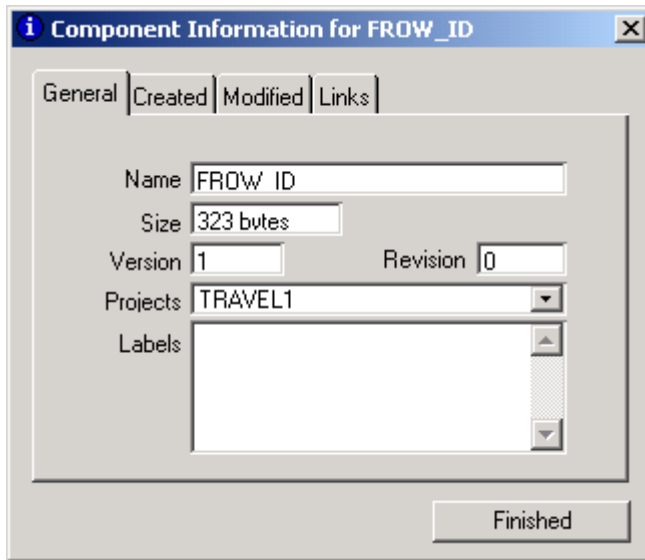 Component Information for FROW_ID
General Created Modified Links
Name FROW_ID
Size 323 bytes
Version 1 Revision 0
Projects TRAVEL1
Labels
Finished